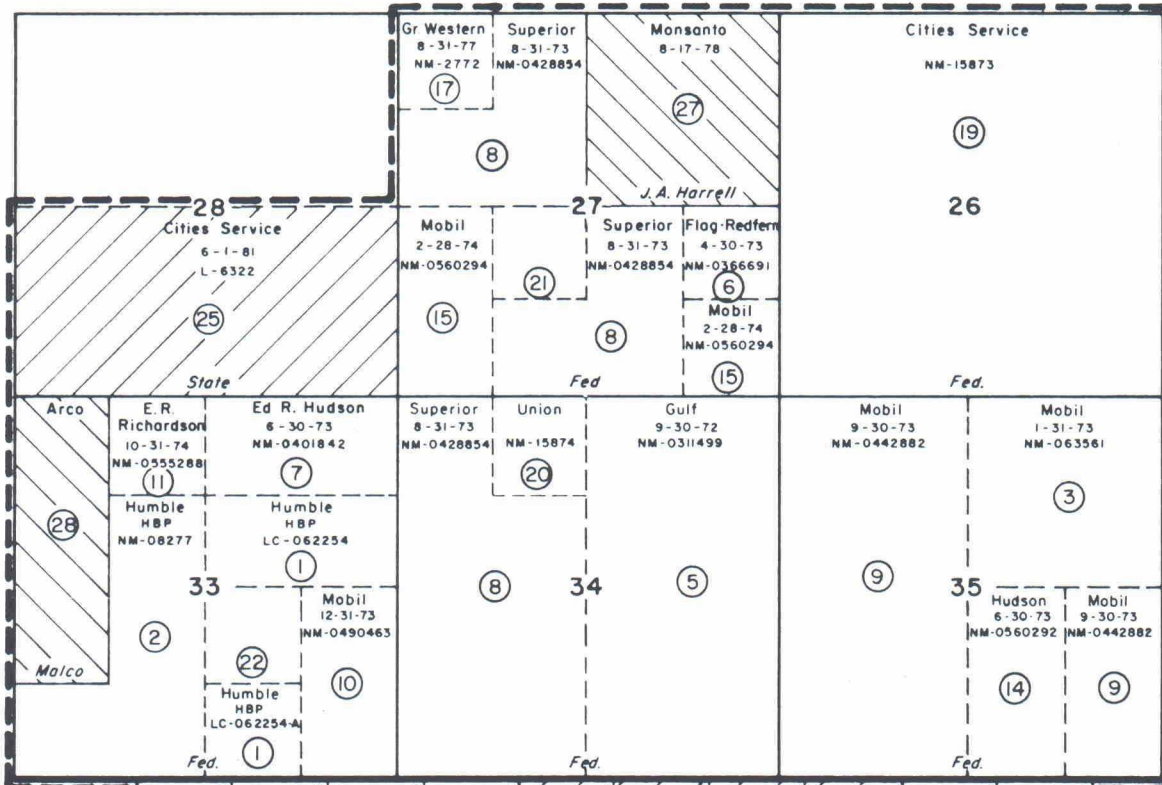 Gr Western
8-31-77
NM-2772
17
Superior
8-31-73
NM-0428854
8
Monsanto
8-17-78
27
J. A. Harrell
Cities Service
NM-15873
19
28
27
26
Cities Service
6-1-81
L-6322
25
State
Mobil
2-28-74
NM-0560294
15
21
Superior
8-31-73
NM-0428854
8
Flag-Redfern
4-30-73
NM-0366691
6
Mobil
2-28-74
NM-0560294
15
Fed
Fed.
Arco
28
Malco
E. R.
Richardson
10-31-74
NM-0555288
11
Ed R. Hudson
6-30-73
NM-0401842
7
Humble
HBP
NM-08277
2
Humble
HBP
LC-062254
1
33
Mobil
12-31-73
NM-0490463
10
22
Humble
HBP
LC-062254-A
1
Fed.
Superior
8-31-73
NM-0428854
8
Union
NM-15874
20
Gulf
9-30-72
NM-0311499
5
34
Fed.
Mobil
9-30-73
NM-0442882
9
Mobil
1-31-73
NM-063561
3
35
Hudson
6-30-73
NM-0560292
14
Mobil
9-30-73
NM-0442882
9
Fed.